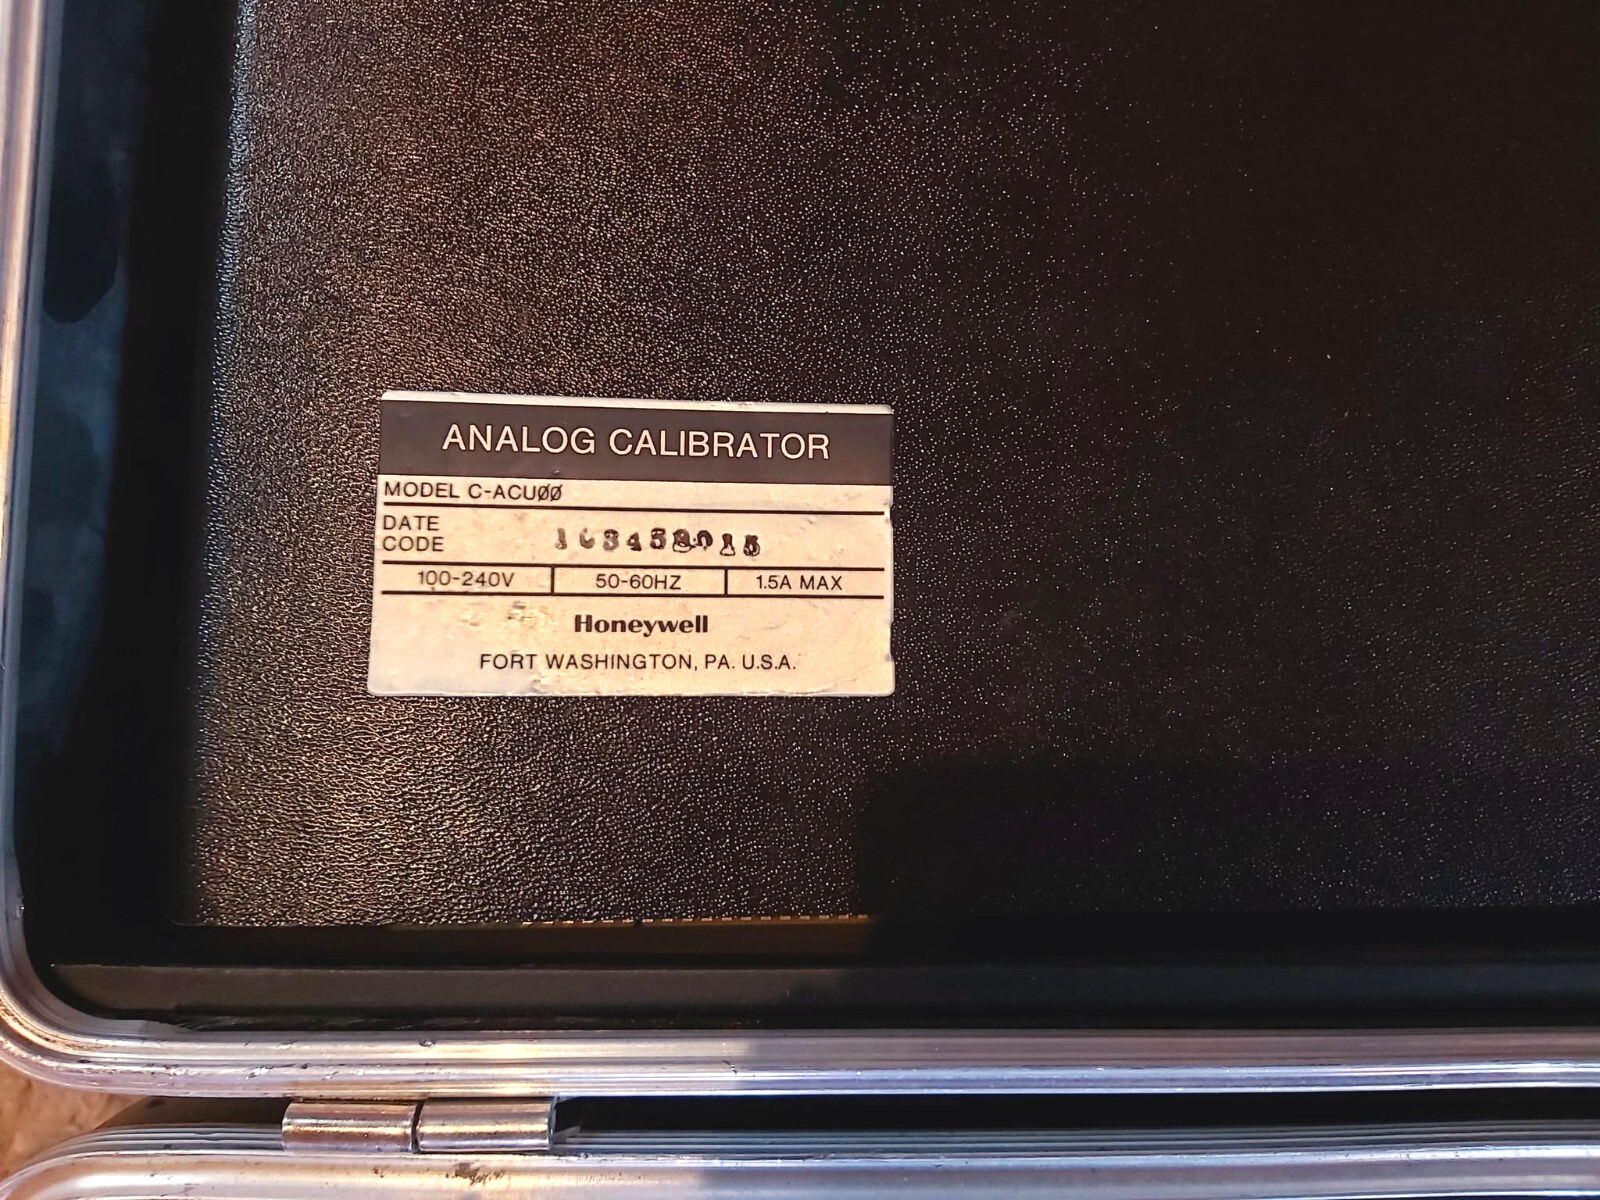 ANALOG CALIBRATOR
MODEL C-ACUØØ
DATE
CODE
100-240V 50-60HZ 1.5A MAX
Honeywell
FORT WASHINGTON, PA. U.S.A.